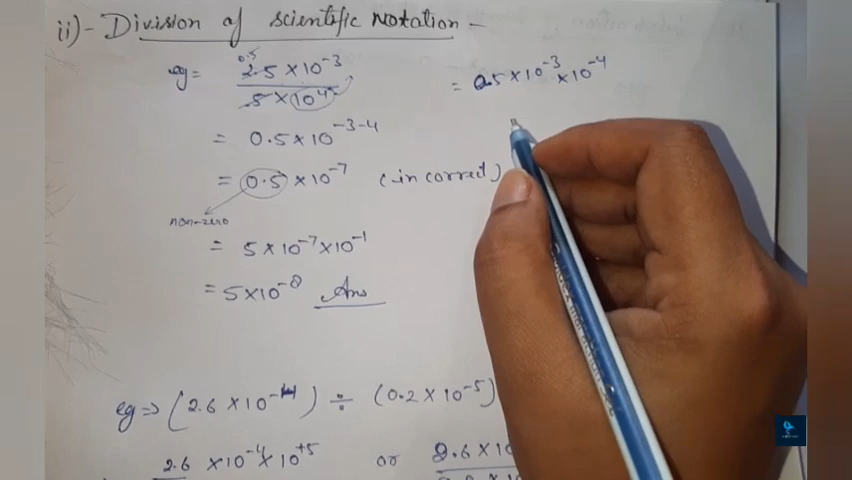 ii)- Division of scientific Notation -
eg = 0.5
2.5 × 10⁻³
5 × 10⁴
= 0.5 × 10⁻³ × 10⁻⁴
= 0.5 × 10⁻³⁻⁴
= 0.5 × 10⁻⁷ (incorrect)
non-zero
= 5 × 10⁻⁷ × 10⁻¹
= 5 × 10⁻⁸ Ans
eg => (2.6 × 10⁻⁴) ÷ (0.2 × 10⁻⁵)
2.6 × 10⁻⁴ × 10⁺⁵ or 2.6 × 10